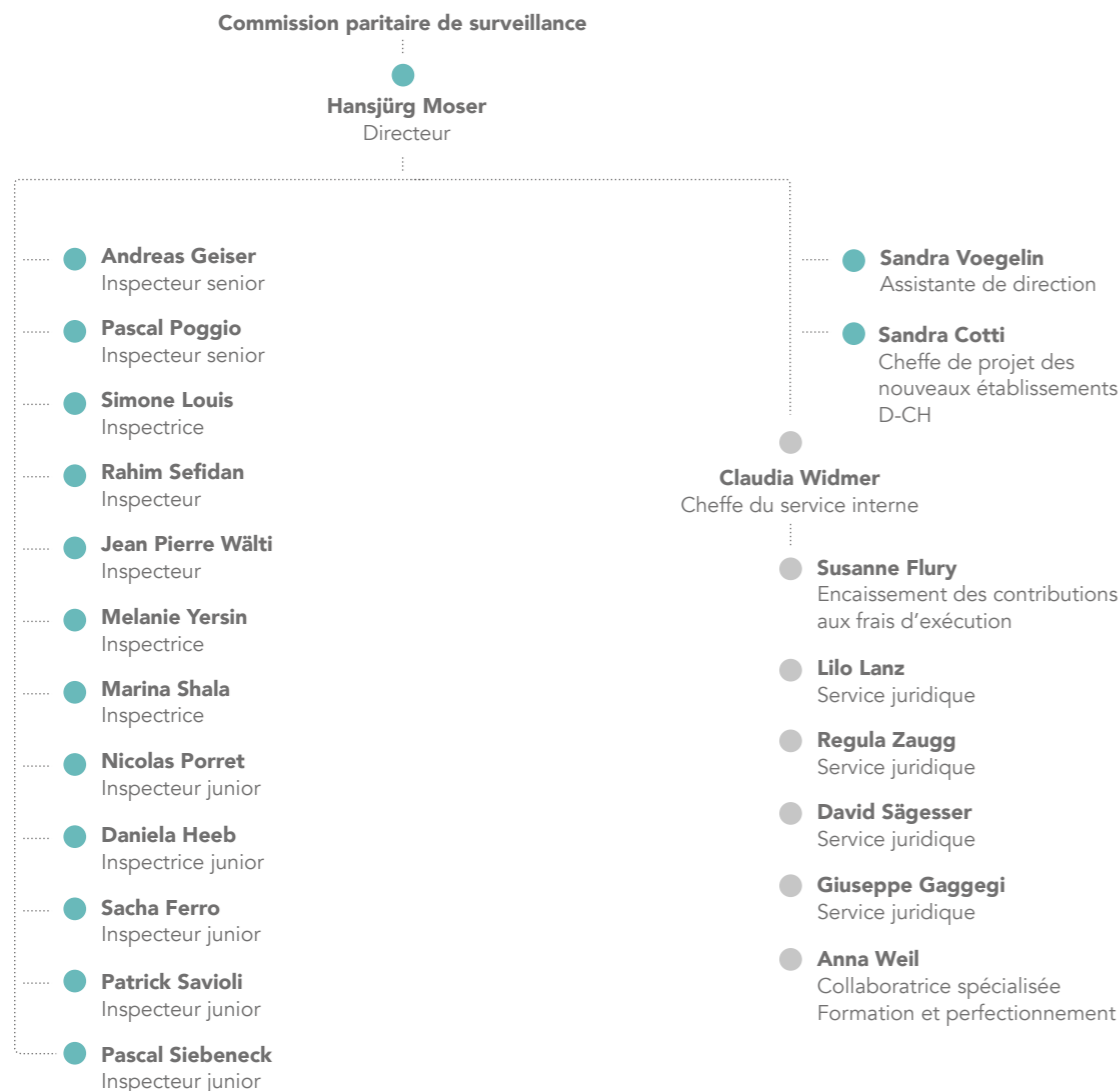 Commission paritaire de surveillance
Hansjürg Moser
Directeur
Andreas Geiser
Inspecteur senior
Pascal Poggio
Inspecteur senior
Simone Louis
Inspectrice
Rahim Sefidan
Inspecteur
Jean Pierre Wälti
Inspecteur
Melanie Yersin
Inspectrice
Marina Shala
Inspectrice
Nicolas Porret
Inspecteur junior
Daniela Heeb
Inspectrice junior
Sacha Ferro
Inspecteur junior
Patrick Savioli
Inspecteur junior
Pascal Siebeneck
Inspecteur junior
Sandra Voegelin
Assistante de direction
Sandra Cotti
Cheffe de projet des
nouveaux établissements
D-CH
Claudia Widmer
Cheffe du service interne
Susanne Flury
Encaissement des contributions
aux frais d’exécution
Lilo Lanz
Service juridique
Regula Zaugg
Service juridique
David Sägesser
Service juridique
Giuseppe Gaggegi
Service juridique
Anna Weil
Collaboratrice spécialisée
Formation et perfectionnement